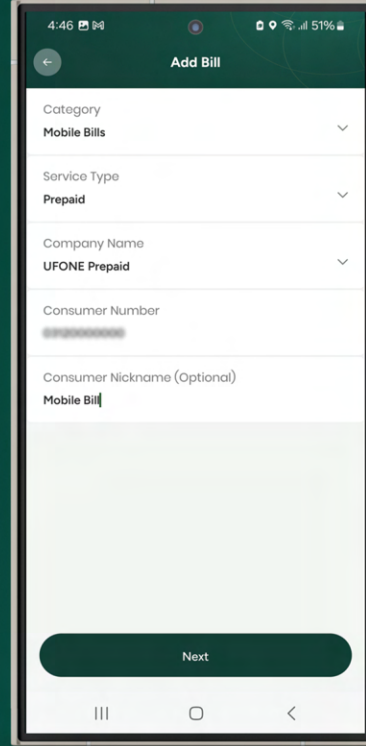 4:46
51%
Add Bill
Category
Mobile Bills
Service Type
Prepaid
Company Name
UFONE Prepaid
Consumer Number
Consumer Nickname (Optional)
Mobile Bill
Next